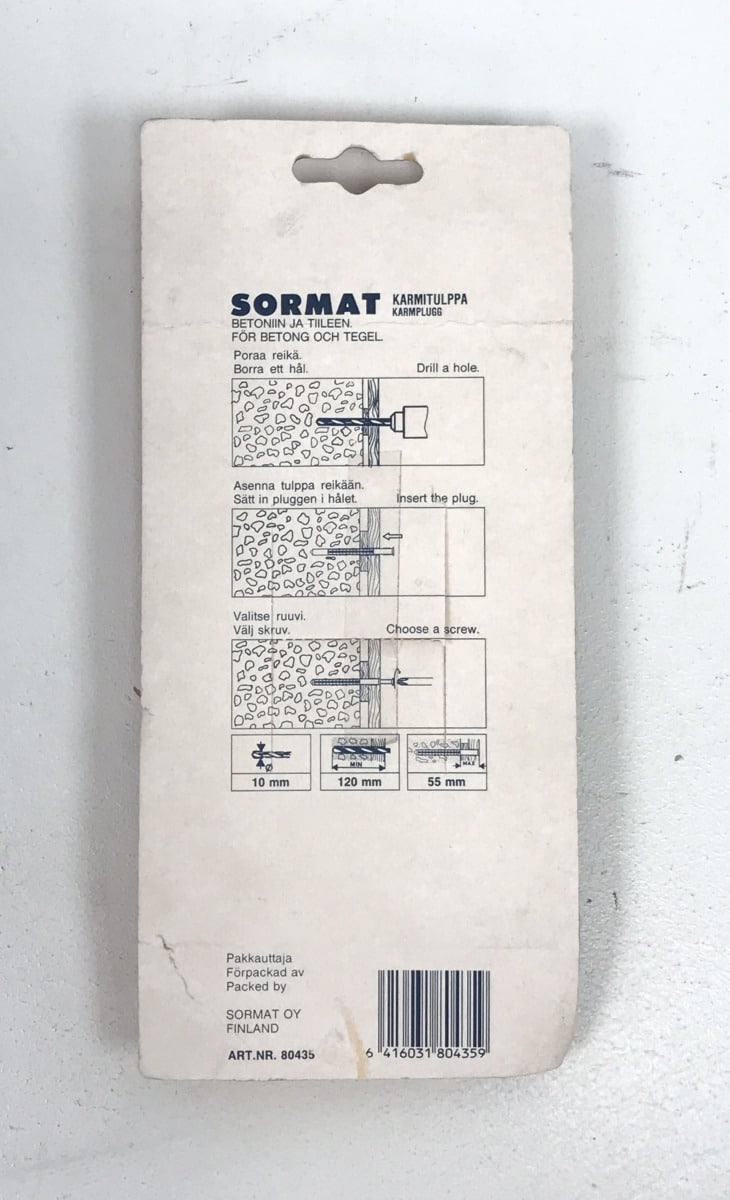 SORMAT KARMITULPPA
KARMPLUGG
BETONIIN JA TIILEEN.
FÖR BETONG OCH TEGEL.
Poraa reikä.
Borra ett hål. Drill a hole.
Asenna tulppa reikään.
Sätt in pluggen i hålet. Insert the plug.
Valitse ruuvi.
Välj skruv. Choose a screw.
Ø
MIN
MAX
10 mm 120 mm 55 mm
Pakkauttaja
Förpackad av
Packed by
SORMAT OY
FINLAND
ART.NR. 80435
6 416031 804359